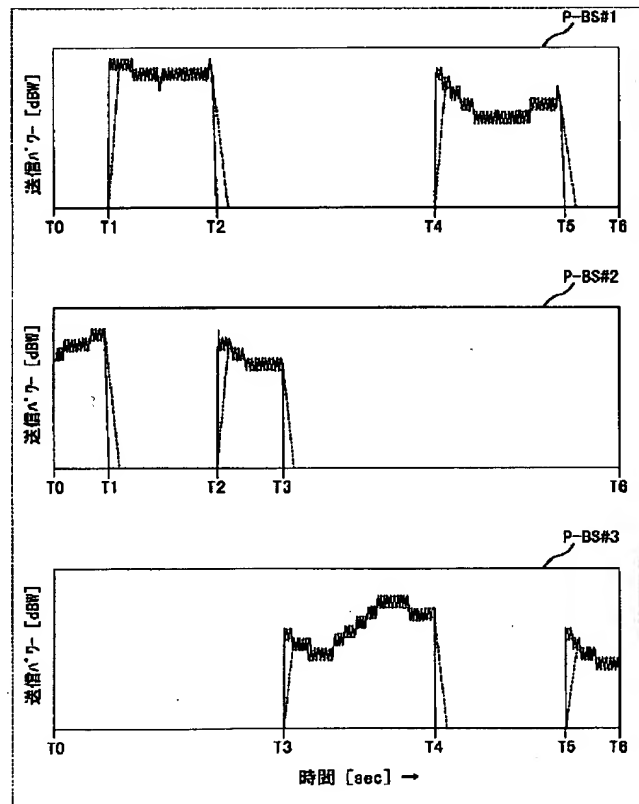 P-BS#1
送信ﾊﾟﾜｰ [dBW]
T0 T1 T2 T4 T5 T6
P-BS#2
送信ﾊﾟﾜｰ [dBW]
T0 T1 T2 T3 T6
P-BS#3
送信ﾊﾟﾜｰ [dBW]
T0 T3 T4 T5 T6
時間 [sec] →